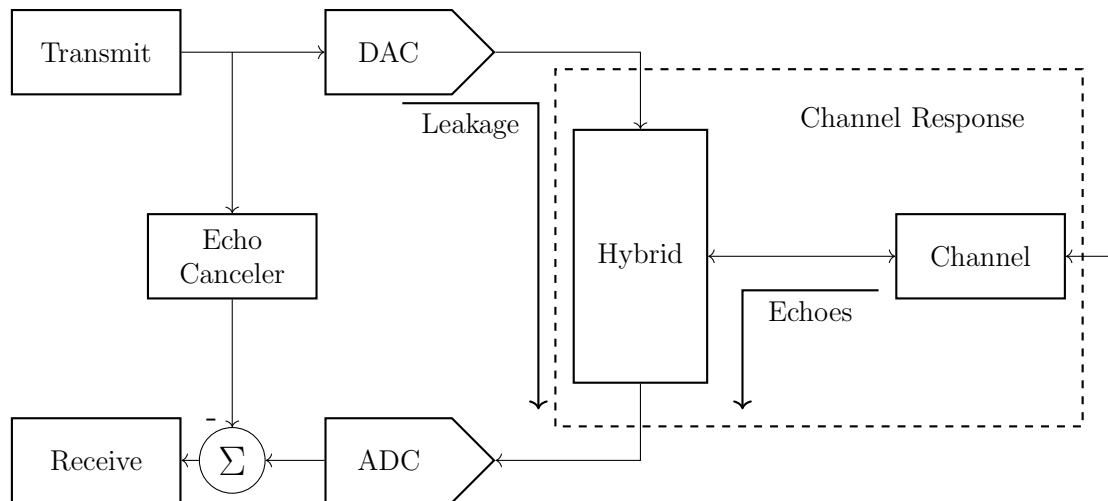 Transmit
DAC
Channel Response
Leakage
Echo
Canceler
Hybrid
Channel
Echoes
-
Receive
Σ
ADC